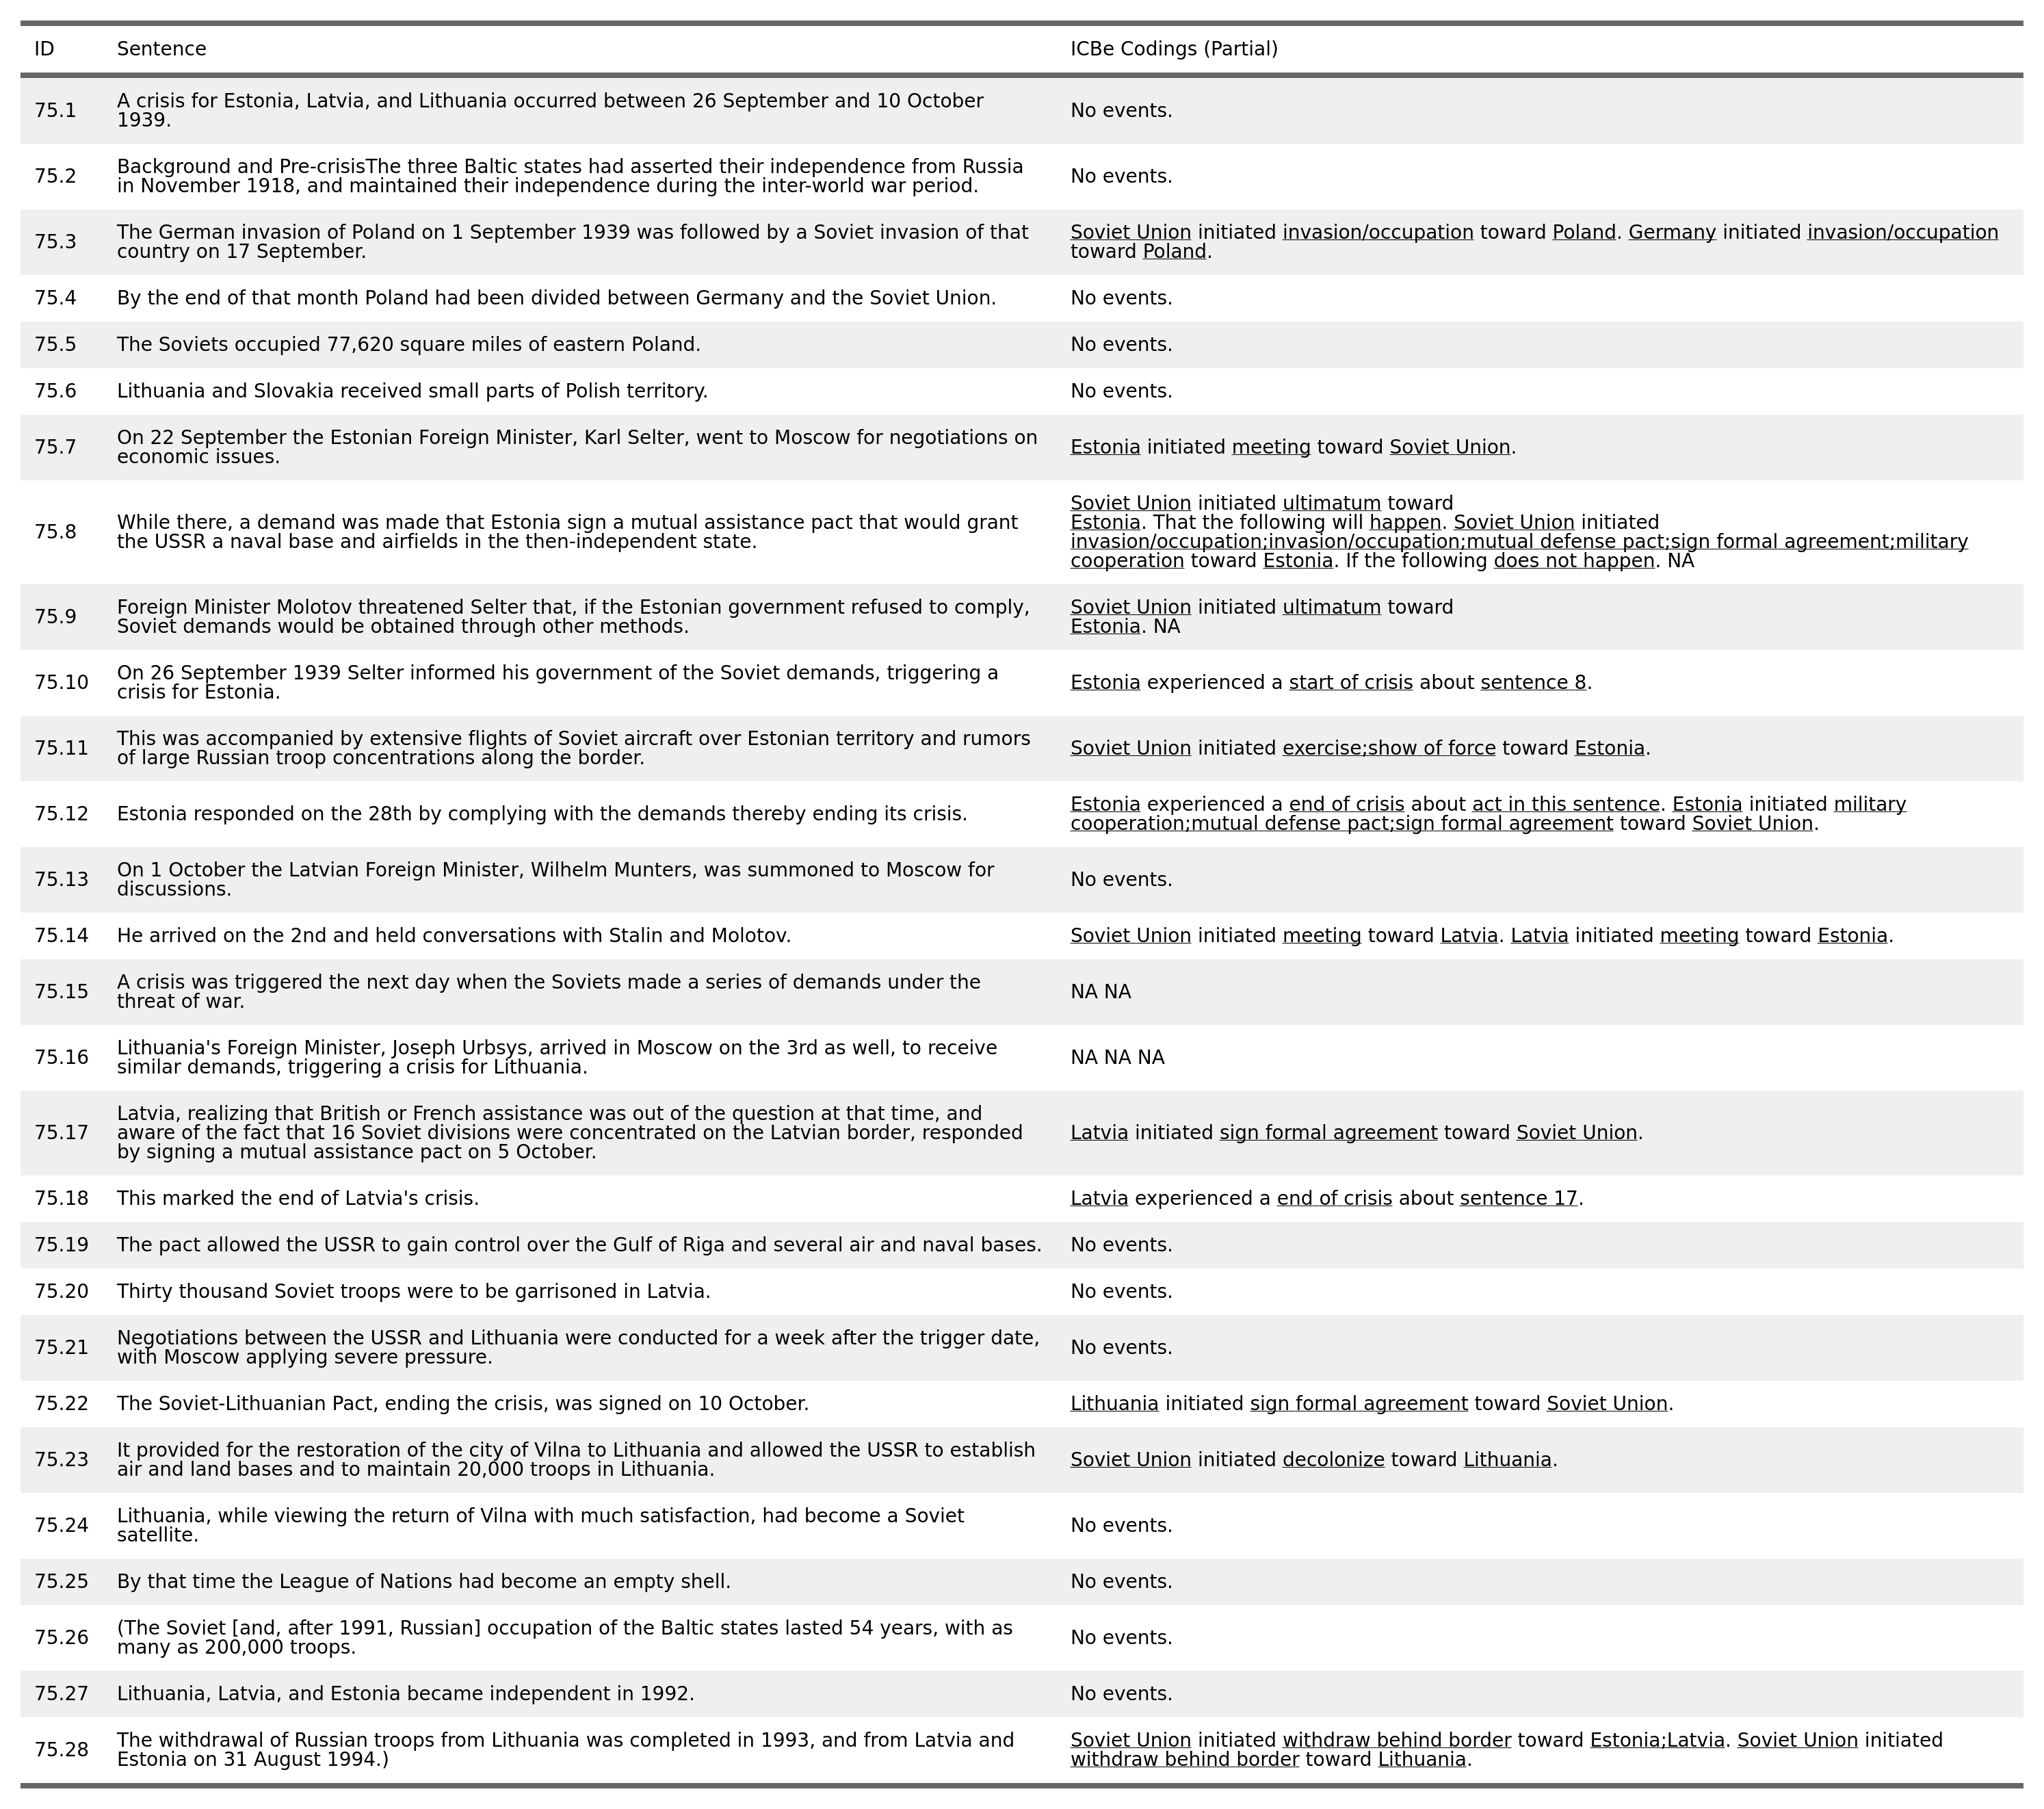 ID Sentence ICBe Codings (Partial)
75.1 A crisis for Estonia, Latvia, and Lithuania occurred between 26 September and 10 October
1939. No events.
75.2 Background and Pre-crisisThe three Baltic states had asserted their independence from Russia
in November 1918, and maintained their independence during the inter-world war period. No events.
75.3 The German invasion of Poland on 1 September 1939 was followed by a Soviet invasion of that
country on 17 September.
Soviet Union initiated invasion/occupation toward Poland. Germany initiated invasion/occupation
toward Poland.
75.4 By the end of that month Poland had been divided between Germany and the Soviet Union. No events.
75.5 The Soviets occupied 77,620 square miles of eastern Poland. No events.
75.6 Lithuania and Slovakia received small parts of Polish territory. No events.
75.7 On 22 September the Estonian Foreign Minister, Karl Selter, went to Moscow for negotiations on
economic issues.
Estonia initiated meeting toward Soviet Union.
75.8 While there, a demand was made that Estonia sign a mutual assistance pact that would grant
the USSR a naval base and airfields in the then-independent state.
Soviet Union initiated ultimatum toward
Estonia. That the following will happen. Soviet Union initiated
invasion/occupation;invasion/occupation;mutual defense pact;sign formal agreement;military
cooperation toward Estonia. If the following does not happen. NA
75.9 Foreign Minister Molotov threatened Selter that, if the Estonian government refused to comply,
Soviet demands would be obtained through other methods.
Soviet Union initiated ultimatum toward
Estonia. NA
75.10 On 26 September 1939 Selter informed his government of the Soviet demands, triggering a
crisis for Estonia.
Estonia experienced a start of crisis about sentence 8.
75.11 This was accompanied by extensive flights of Soviet aircraft over Estonian territory and rumors
of large Russian troop concentrations along the border.
Soviet Union initiated exercise;show of force toward Estonia.
75.12 Estonia responded on the 28th by complying with the demands thereby ending its crisis.
Estonia experienced a end of crisis about act in this sentence. Estonia initiated military
cooperation;mutual defense pact;sign formal agreement toward Soviet Union.
75.13 On 1 October the Latvian Foreign Minister, Wilhelm Munters, was summoned to Moscow for
discussions.
No events.
75.14 He arrived on the 2nd and held conversations with Stalin and Molotov. Soviet Union initiated meeting toward Latvia. Latvia initiated meeting toward Estonia.
75.15 A crisis was triggered the next day when the Soviets made a series of demands under the
threat of war.
NA NA
75.16 Lithuania's Foreign Minister, Joseph Urbsys, arrived in Moscow on the 3rd as well, to receive
similar demands, triggering a crisis for Lithuania.
NA NA NA
75.17 Latvia, realizing that British or French assistance was out of the question at that time, and
aware of the fact that 16 Soviet divisions were concentrated on the Latvian border, responded
by signing a mutual assistance pact on 5 October.
Latvia initiated sign formal agreement toward Soviet Union.
75.18 This marked the end of Latvia's crisis. Latvia experienced a end of crisis about sentence 17.
75.19 The pact allowed the USSR to gain control over the Gulf of Riga and several air and naval bases. No events.
75.20 Thirty thousand Soviet troops were to be garrisoned in Latvia. No events.
75.21 Negotiations between the USSR and Lithuania were conducted for a week after the trigger date,
with Moscow applying severe pressure.
No events.
75.22 The Soviet-Lithuanian Pact, ending the crisis, was signed on 10 October. Lithuania initiated sign formal agreement toward Soviet Union.
75.23 It provided for the restoration of the city of Vilna to Lithuania and allowed the USSR to establish
air and land bases and to maintain 20,000 troops in Lithuania.
Soviet Union initiated decolonize toward Lithuania.
75.24 Lithuania, while viewing the return of Vilna with much satisfaction, had become a Soviet
satellite.
No events.
75.25 By that time the League of Nations had become an empty shell. No events.
75.26 (The Soviet [and, after 1991, Russian] occupation of the Baltic states lasted 54 years, with as
many as 200,000 troops.
No events.
75.27 Lithuania, Latvia, and Estonia became independent in 1992. No events.
75.28 The withdrawal of Russian troops from Lithuania was completed in 1993, and from Latvia and
Estonia on 31 August 1994.)
Soviet Union initiated withdraw behind border toward Estonia;Latvia. Soviet Union initiated
withdraw behind border toward Lithuania.